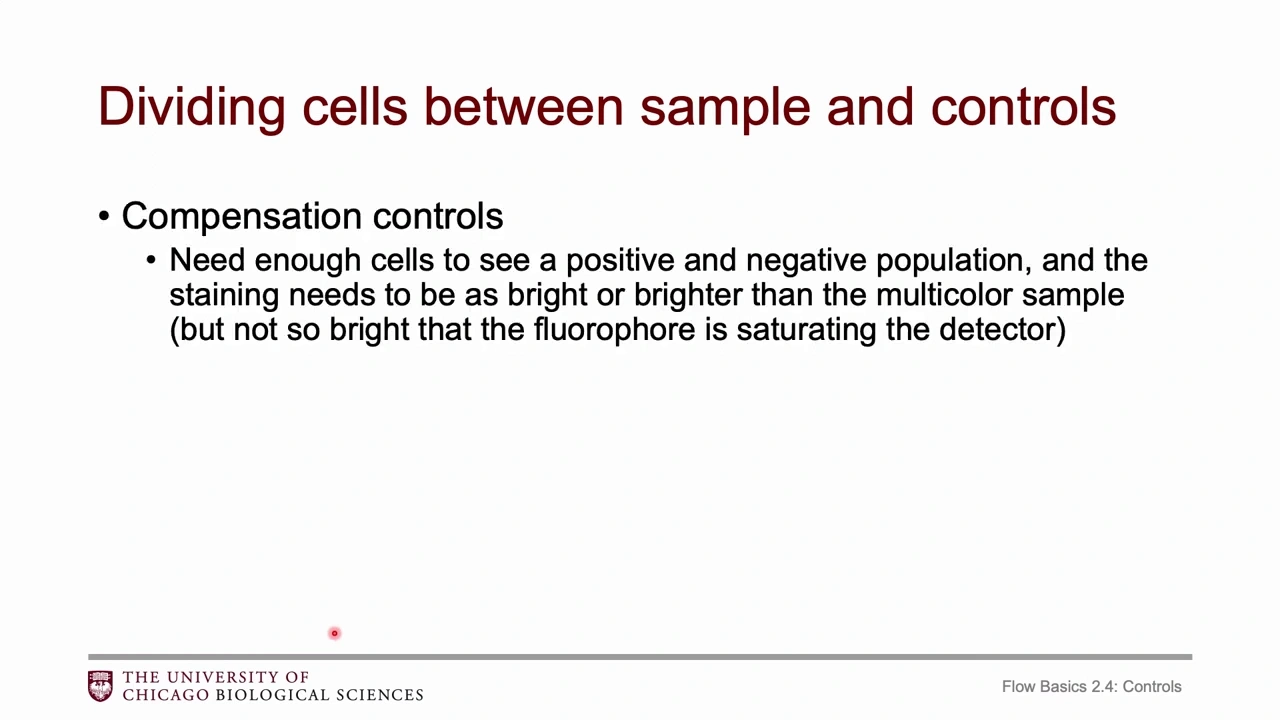 Dividing cells between sample and controls
• Compensation controls
• Need enough cells to see a positive and negative population, and the
staining needs to be as bright or brighter than the multicolor sample
(but not so bright that the fluorophore is saturating the detector)
THE UNIVERSITY OF
CHICAGO BIOLOGICAL SCIENCES
Flow Basics 2.4: Controls